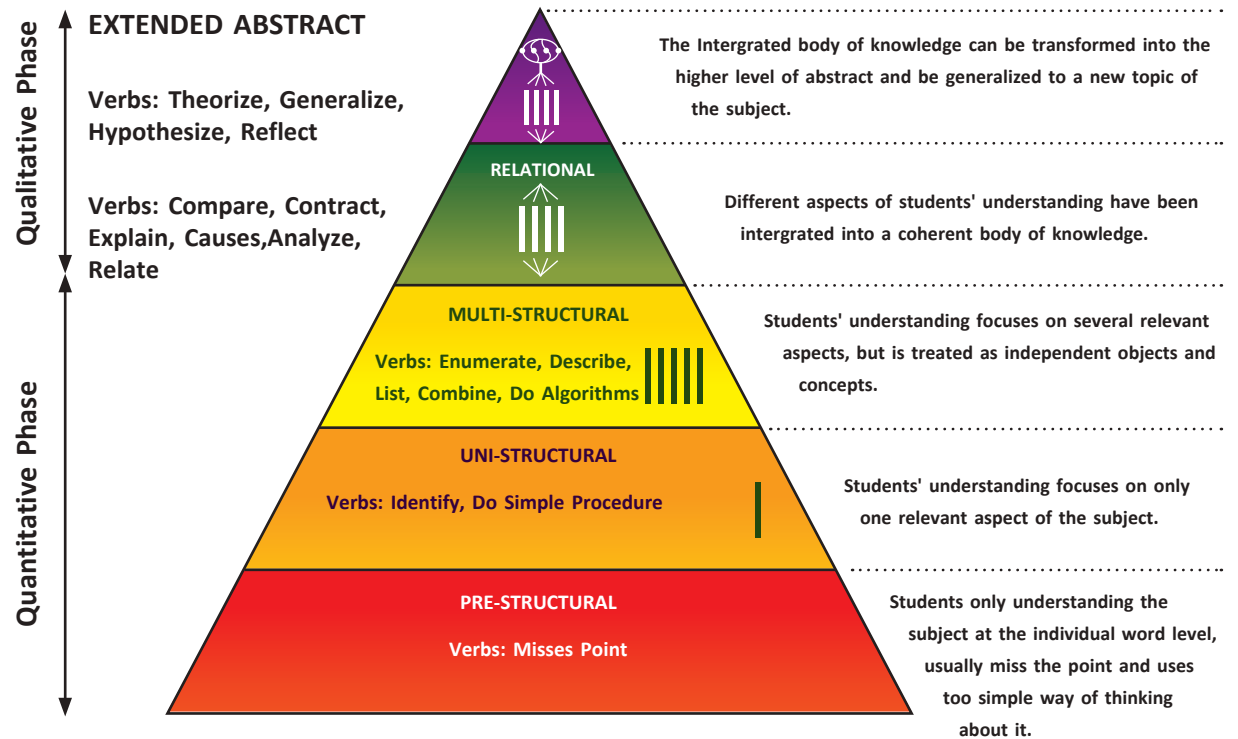 Qualitative Phase
EXTENDED ABSTRACT
Verbs: Theorize, Generalize,
Hypothesize, Reflect
The Intergrated body of knowledge can be transformed into the
higher level of abstract and be generalized to a new topic of
the subject.
RELATIONAL
Verbs: Compare, Contract,
Explain, Causes,Analyze,
Relate
Different aspects of students' understanding have been
intergrated into a coherent body of knowledge.
Quantitative Phase
MULTI-STRUCTURAL
Verbs: Enumerate, Describe,
List, Combine, Do Algorithms
Students' understanding focuses on several relevant
aspects, but is treated as independent objects and
concepts.
UNI-STRUCTURAL
Verbs: Identify, Do Simple Procedure
Students' understanding focuses on only
one relevant aspect of the subject.
PRE-STRUCTURAL
Verbs: Misses Point
Students only understanding the
subject at the individual word level,
usually miss the point and uses
too simple way of thinking
about it.